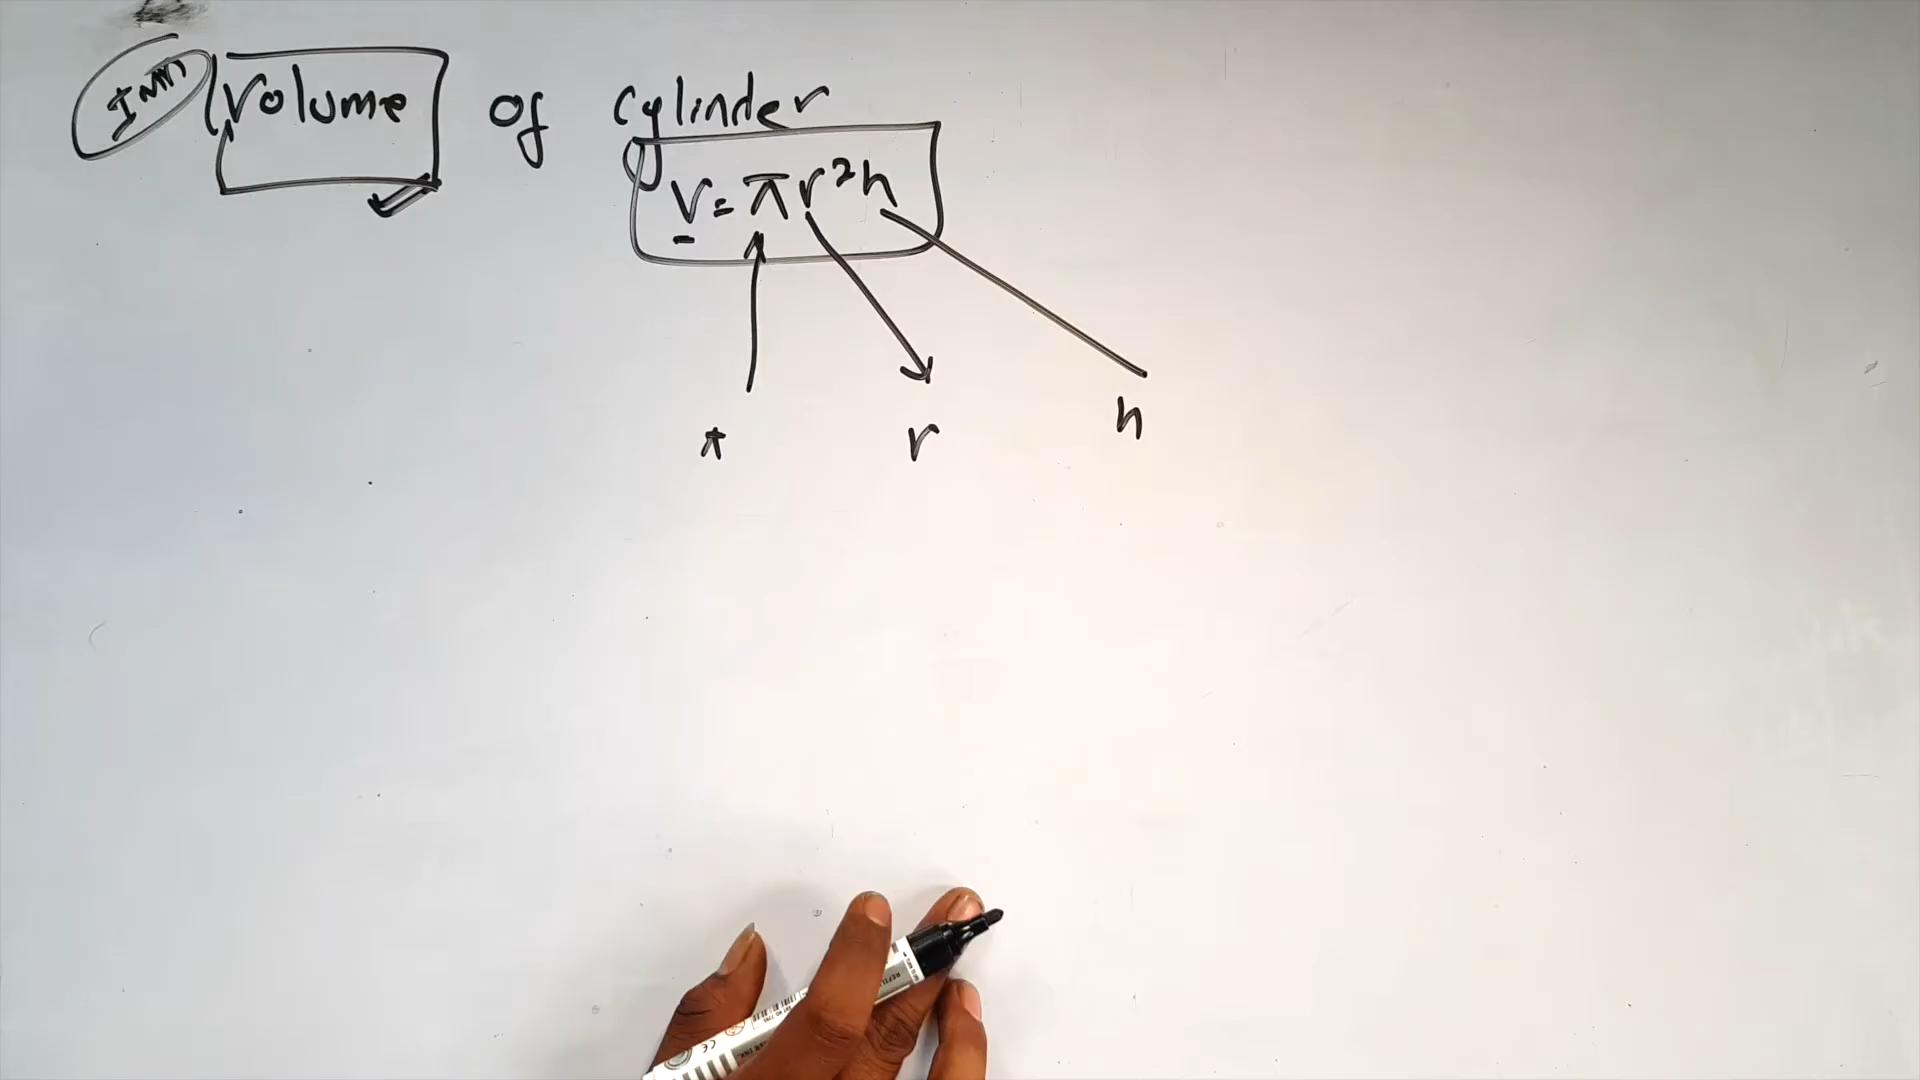 Volume of cylinder
V = πr²h
π r h